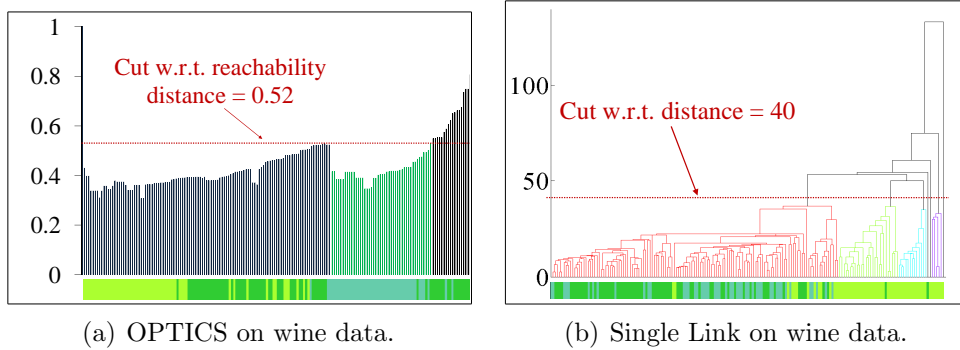 1
0.8
0.6
0.4
0.2
0
Cut w.r.t. reachability
distance = 0.52
(a) OPTICS on wine data.
100
50
0
Cut w.r.t. distance = 40
(b) Single Link on wine data.